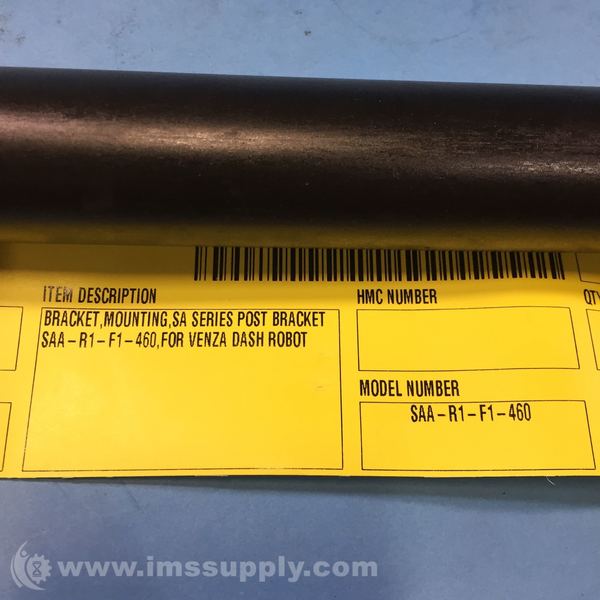 ITEM DESCRIPTION
BRACKET,MOUNTING,SA SERIES POST BRACKET
SAA-R1-F1-460,FOR VENZA DASH ROBOT
HMC NUMBER
QT
MODEL NUMBER
SAA-R1-F1-460
www.imssupply.com